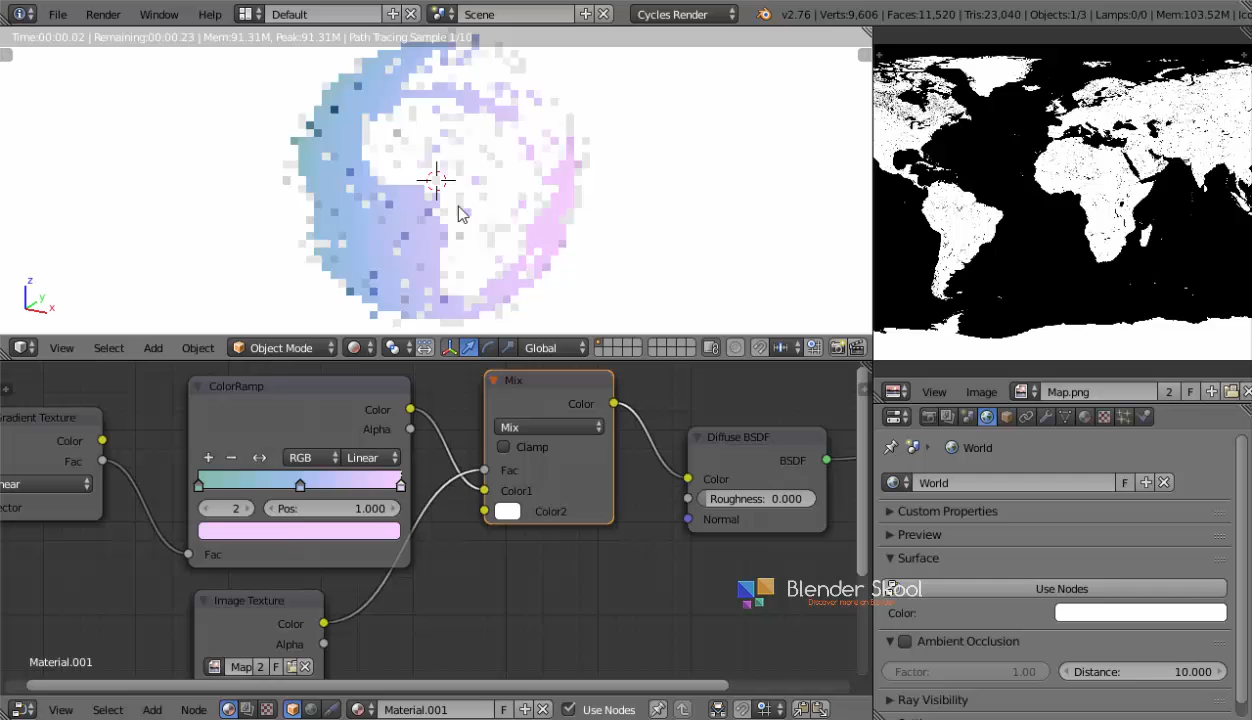 File Render Window Help Default Scene Cycles Render v2.76 | Verts:9,606 | Faces:11,520 | Tris:23,040 | Objects:1/3 | Lamps:0/0 | Mem:103.52M |
Time:00:00.02 | Remaining:00:00.23 | Mem:91.31M, Peak:91.31M | Path Tracing Sample 1/10
z
y
x
View Select Add Object Object Mode Global
View Image Map.png 2 F
ColorRamp
Color
Alpha
RGB Linear
2 Pos: 1.000
Fac
Gradient Texture
Color
Fac
near
ector
Mix
Color
Mix
Clamp
Fac
Color1
Color2
Diffuse BSDF
BSDF
Color
Roughness: 0.000
Normal
Image Texture
Color
Alpha
Map 2 F
Material.001
Blender Skool
Discover more on Blender
World
World F
Custom Properties
Preview
Surface
Use Nodes
Color:
Ambient Occlusion
Factor: 1.00 Distance: 10.000
Ray Visibility
View Select Add Node Material.001 F Use Nodes